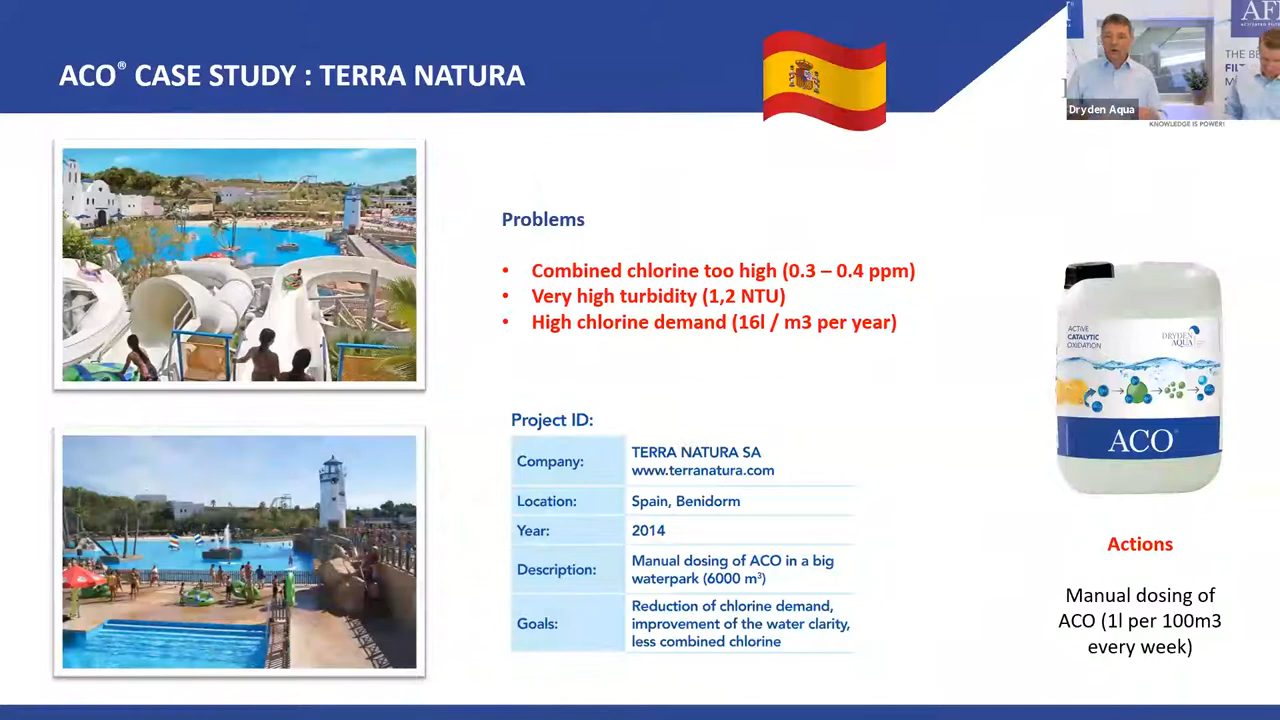 ACO® CASE STUDY : TERRA NATURA
Dryden Aqua
THE BE
FIL
M
KNOWLEDGE IS POWER!
Problems
• Combined chlorine too high (0.3 – 0.4 ppm)
• Very high turbidity (1,2 NTU)
• High chlorine demand (16l / m3 per year)
Project ID:
Company: TERRA NATURA SA
www.terranatura.com
Location: Spain, Benidorm
Year: 2014
Description: Manual dosing of ACO in a big
waterpark (6000 m³)
Goals: Reduction of chlorine demand,
improvement of the water clarity,
less combined chlorine
ACTIVE
CATALYTIC
OXIDATION
DRYDEN
AQUA
ACO®
Actions
Manual dosing of
ACO (1l per 100m3
every week)